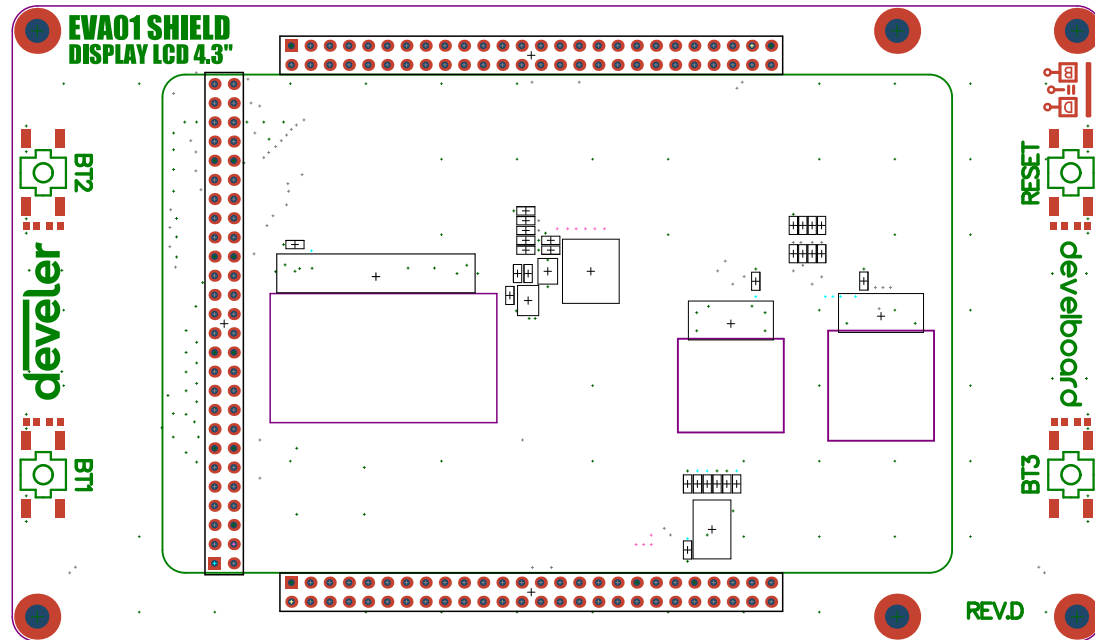 EVA01 SHIELD
DISPLAY LCD 4.3"
BT2
RESET
develer
develboard
BT1
BT3
REV.D